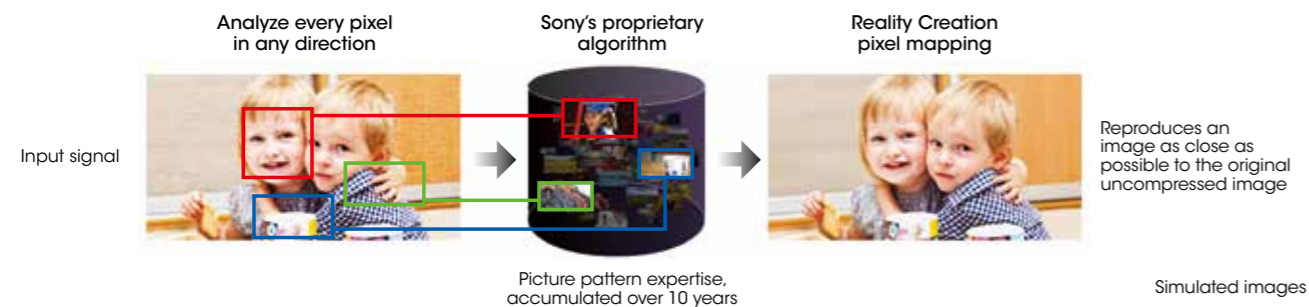 Analyze every pixel
in any direction
Sony's proprietary
algorithm
Reality Creation
pixel mapping
Input signal
Reproduces an
image as close as
possible to the original
uncompressed image
Picture pattern expertise,
accumulated over 10 years
Simulated images